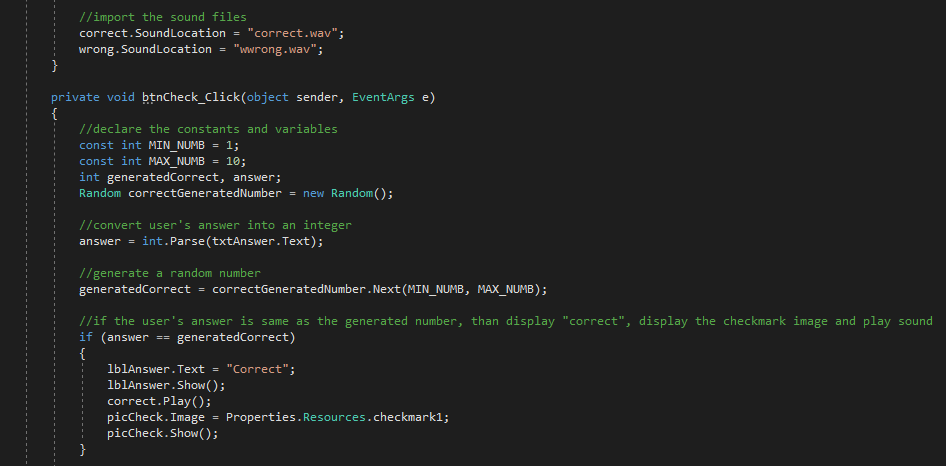 //import the sound files
correct.SoundLocation = "correct.wav";
wrong.SoundLocation = "wwrong.wav";
}
private void btnCheck_Click(object sender, EventArgs e)
{
//declare the constants and variables
const int MIN_NUMB = 1;
const int MAX_NUMB = 10;
int generatedCorrect, answer;
Random correctGeneratedNumber = new Random();
//convert user's answer into an integer
answer = int.Parse(txtAnswer.Text);
//generate a random number
generatedCorrect = correctGeneratedNumber.Next(MIN_NUMB, MAX_NUMB);
//if the user's answer is same as the generated number, than display "correct", display the checkmark image and play sound
if (answer == generatedCorrect)
{
lblAnswer.Text = "Correct";
lblAnswer.Show();
correct.Play();
picCheck.Image = Properties.Resources.checkmark1;
picCheck.Show();
}